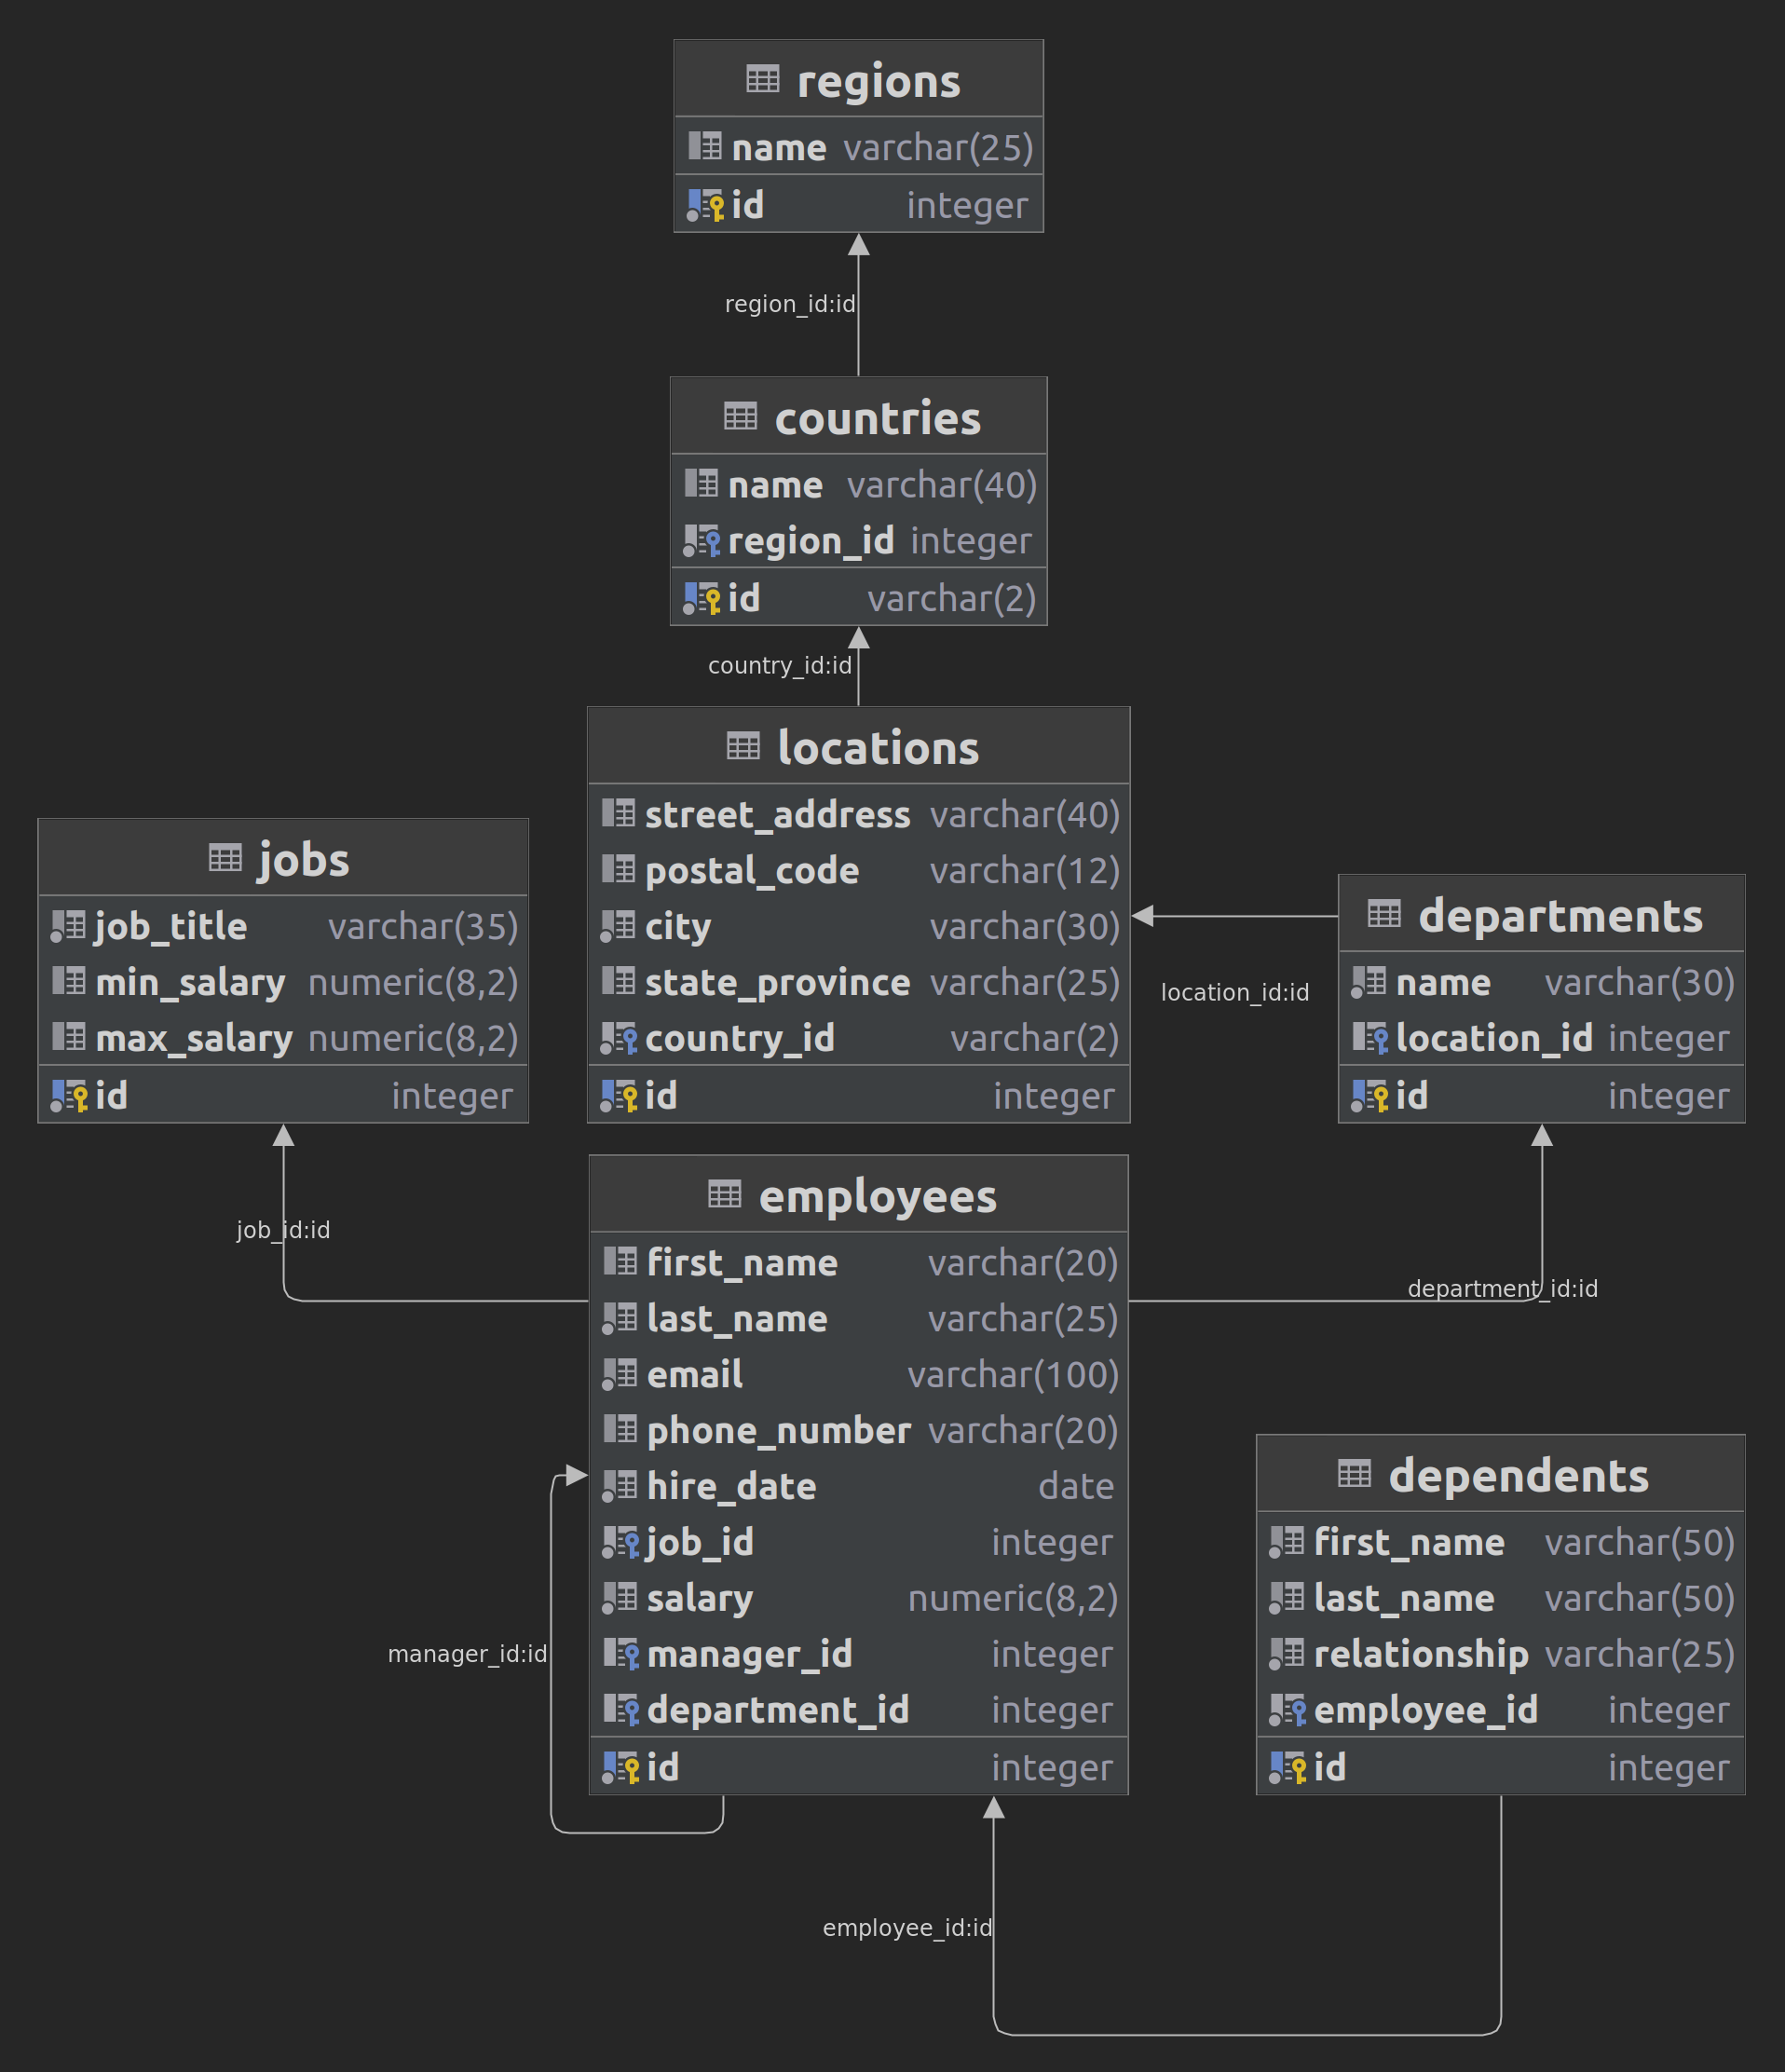 regions
name varchar(25)
id integer
region_id:id
countries
name varchar(40)
region_id integer
id varchar(2)
country_id:id
locations
street_address varchar(40)
postal_code varchar(12)
city varchar(30)
state_province varchar(25)
country_id varchar(2)
id integer
jobs
job_title varchar(35)
min_salary numeric(8,2)
max_salary numeric(8,2)
id integer
location_id:id
departments
name varchar(30)
location_id integer
id integer
job_id:id
employees
first_name varchar(20)
last_name varchar(25)
email varchar(100)
phone_number varchar(20)
hire_date date
job_id integer
salary numeric(8,2)
manager_id integer
department_id integer
id integer
department_id:id
manager_id:id
dependents
first_name varchar(50)
last_name varchar(50)
relationship varchar(25)
employee_id integer
id integer
employee_id:id